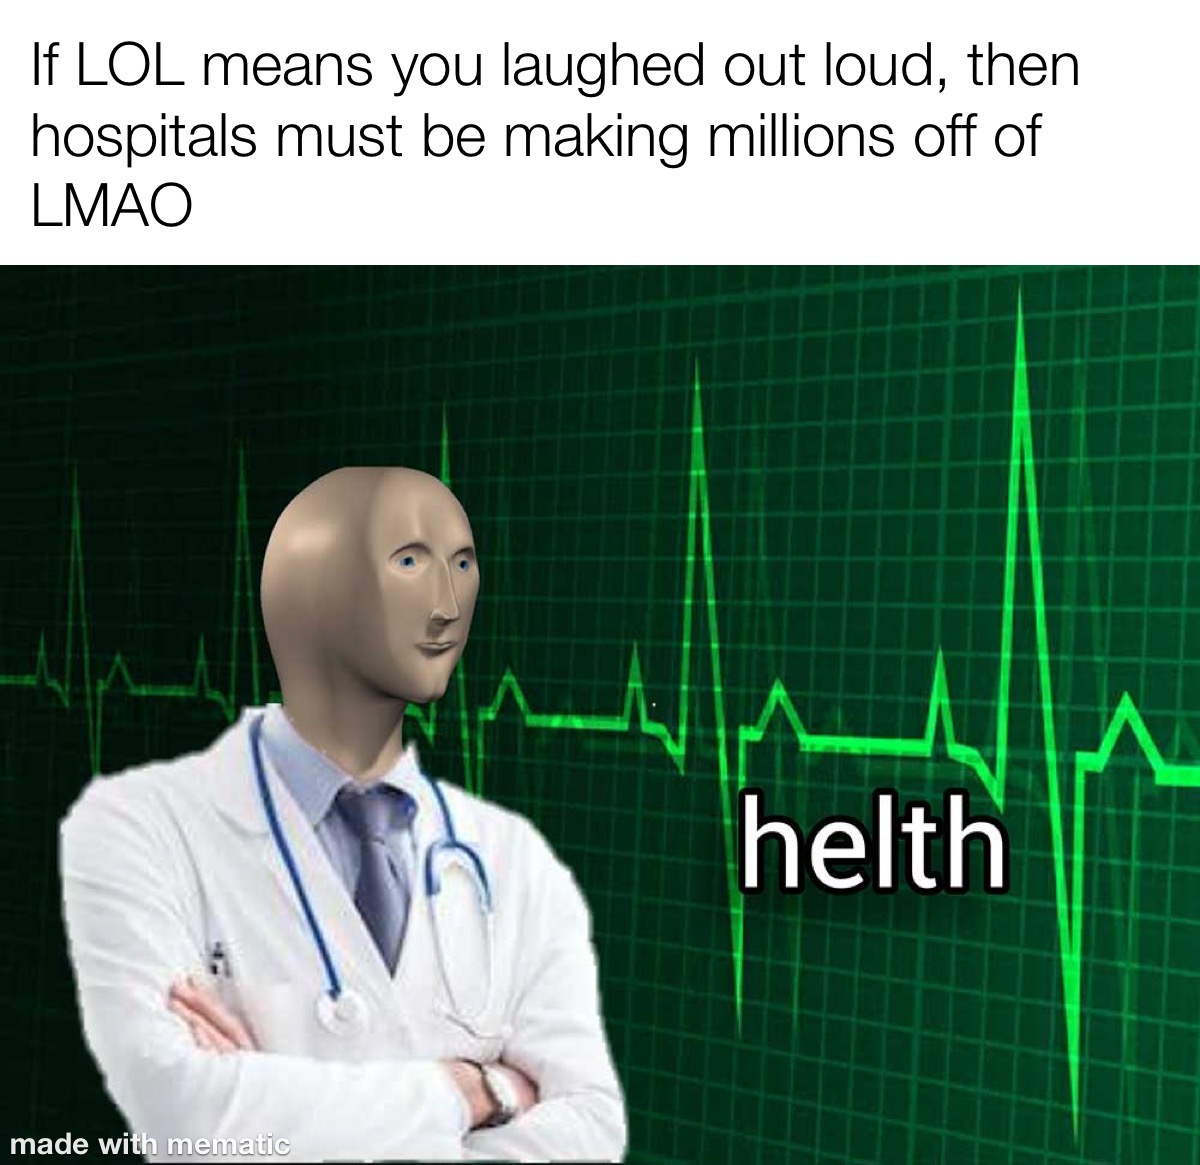 If LOL means you laughed out loud, then
hospitals must be making millions off of
LMAO
helth
made with mematic